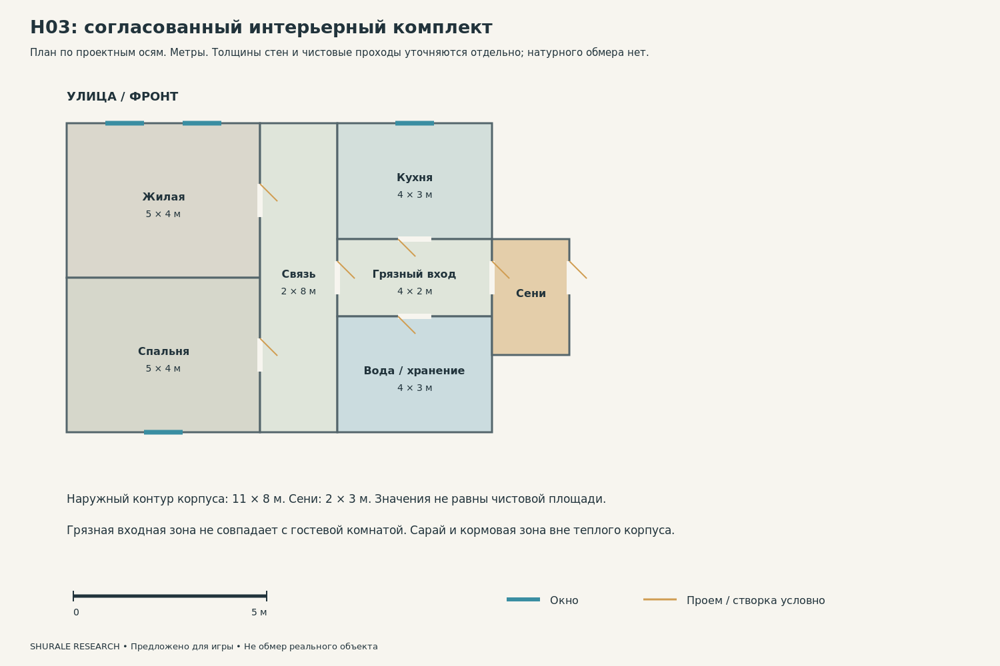 H03: согласованный интерьерный комплект
План по проектным осям. Метры. Толщины стен и чистовые проходы уточняются отдельно; натурного обмера нет.
УЛИЦА / ФРОНТ
Жилая
5 × 4 м
Кухня
4 × 3 м
Связь
2 × 8 м
Грязный вход
4 × 2 м
Сени
Спальня
5 × 4 м
Вода / хранение
4 × 3 м
Наружный контур корпуса: 11 × 8 м. Сени: 2 × 3 м. Значения не равны чистовой площади.
Грязная входная зона не совпадает с гостевой комнатой. Сарай и кормовая зона вне теплого корпуса.
0
5 м
Окно
Проем / створка условно
SHURALE RESEARCH • Предложено для игры • Не обмер реального объекта